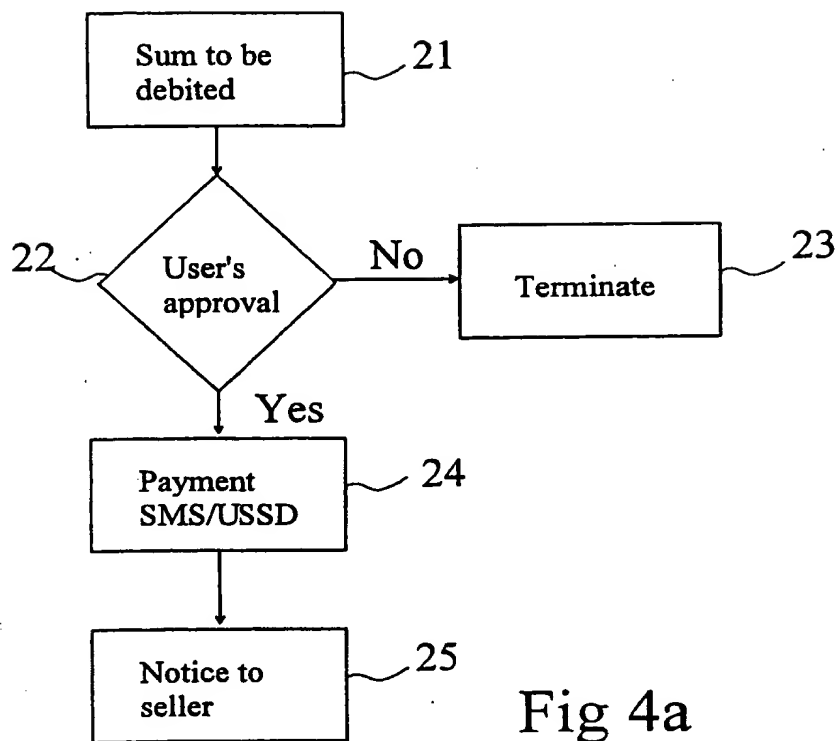 Sum to be
debited
21
22
User's
approval
No
Terminate
23
Yes
Payment
SMS/USSD
24
Notice to
seller
25
Fig 4a